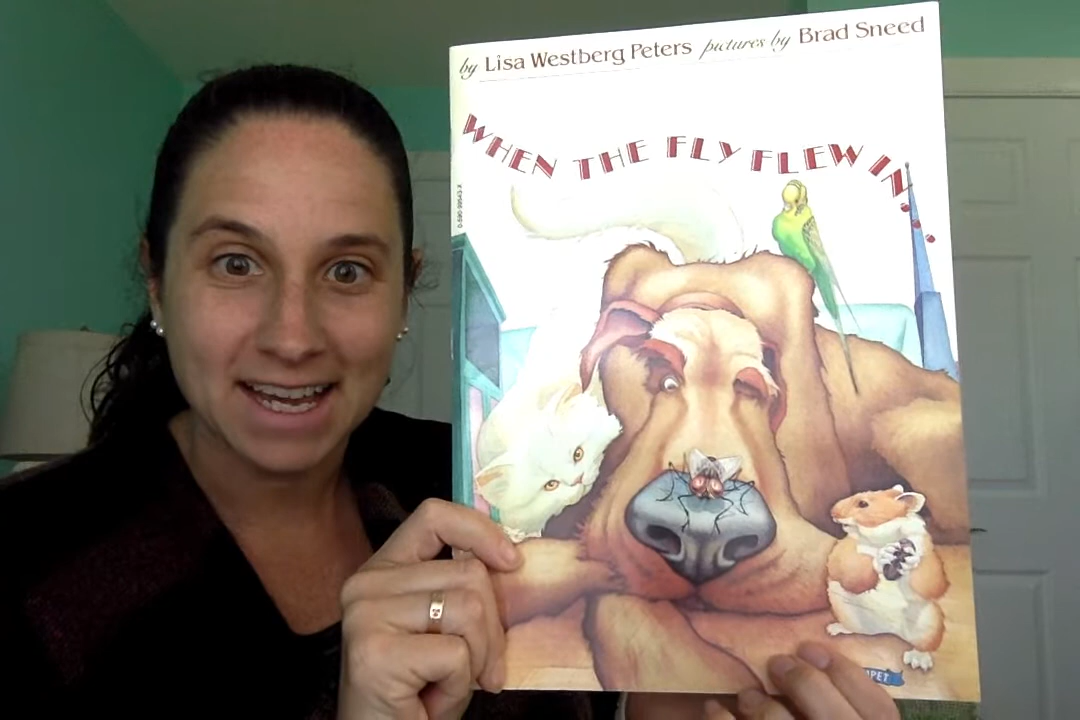 by Lisa Westberg Peters pictures by Brad Sneed
WHEN THE FLY FLEW IN...